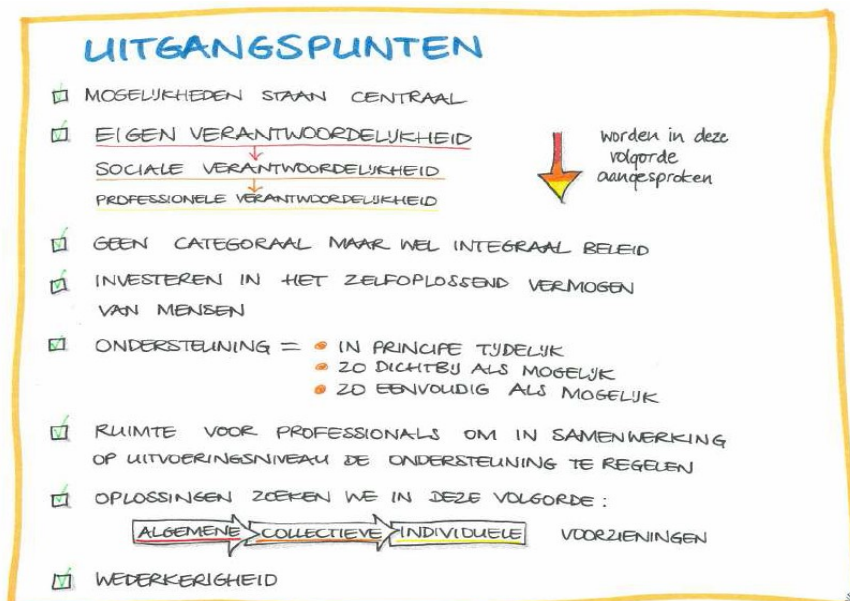 UITGANGSPUNTEN
MOGELIJKHEDEN STAAN CENTRAAL
EIGEN VERANTWOORDELIJKHEID
SOCIALE VERANTWOORDELIJKHEID
PROFESSIONELE VERANTWOORDELIJKHEID
worden in deze
volgorde
aangesproken
GEEN CATEGORAAL MAAR WEL INTEGRAAL BELEID
INVESTEREN IN HET ZELFOPLOSSEND VERMOGEN
VAN MENSEN
ONDERSTEUNING = IN PRINCIPE TIJDELIJK
ZO DICHTBIJ ALS MOGELIJK
ZO EENVOUDIG ALS MOGELIJK
RUIMTE VOOR PROFESSIONALS OM IN SAMENWERKING
OP UITVOERINGSNIVEAU DE ONDERSTEUNING TE REGELEN
OPLOSSINGEN ZOEKEN WE IN DEZE VOLGORDE :
ALGEMENE COLLECTIEVE INDIVIDUELE VOORZIENINGEN
WEDERKERIGHEID